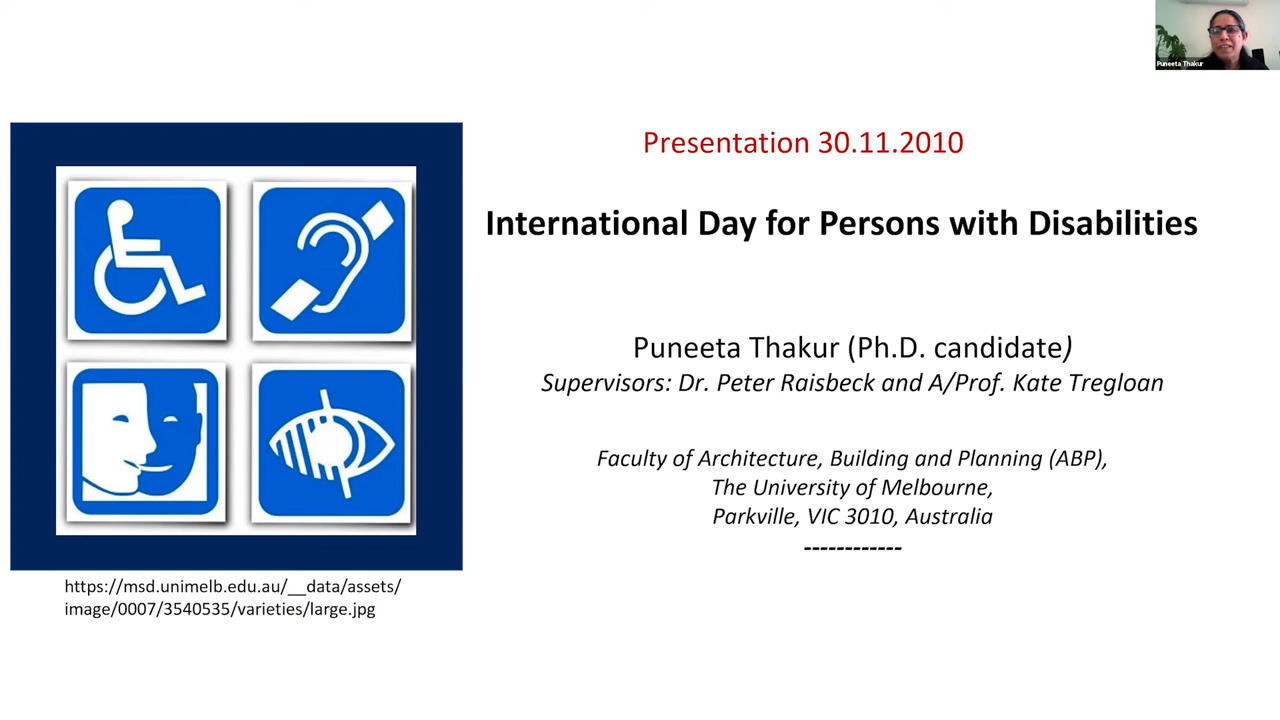 Puneeta Thakur
Presentation 30.11.2010
International Day for Persons with Disabilities
Puneeta Thakur (Ph.D. candidate)
Supervisors: Dr. Peter Raisbeck and A/Prof. Kate Tregloan
Faculty of Architecture, Building and Planning (ABP),
The University of Melbourne,
Parkville, VIC 3010, Australia
------------
https://msd.unimelb.edu.au/__data/assets/
image/0007/3540535/varieties/large.jpg